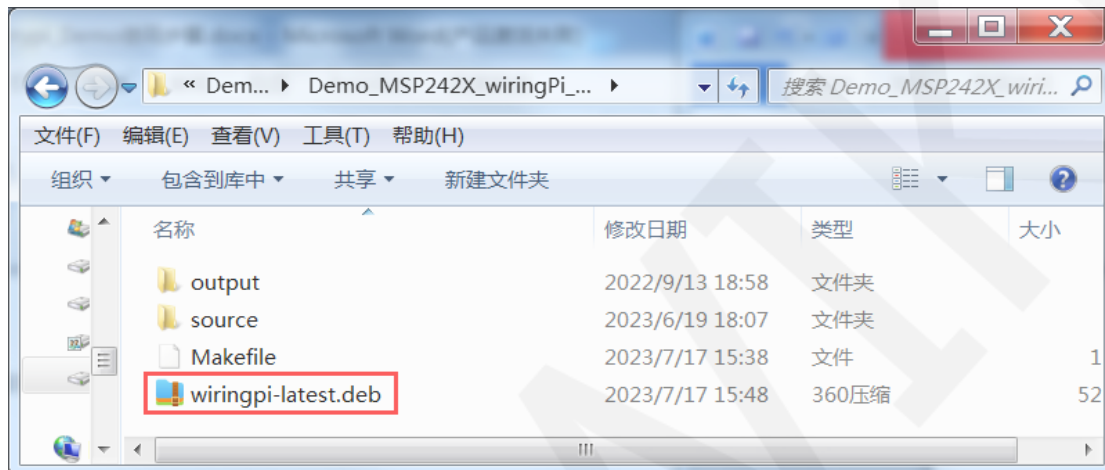 « Dem... ▸ Demo_MSP242X_wiringPi_... ▸ 搜索 Demo_MSP242X_wiri...
文件(F) 编辑(E) 查看(V) 工具(T) 帮助(H)
组织 包含到库中 共享 新建文件夹
名称 修改日期 类型 大小
output 2022/9/13 18:58 文件夹
source 2023/6/19 18:07 文件夹
Makefile 2023/7/17 15:38 文件 1
wiringpi-latest.deb 2023/7/17 15:48 360压缩 52